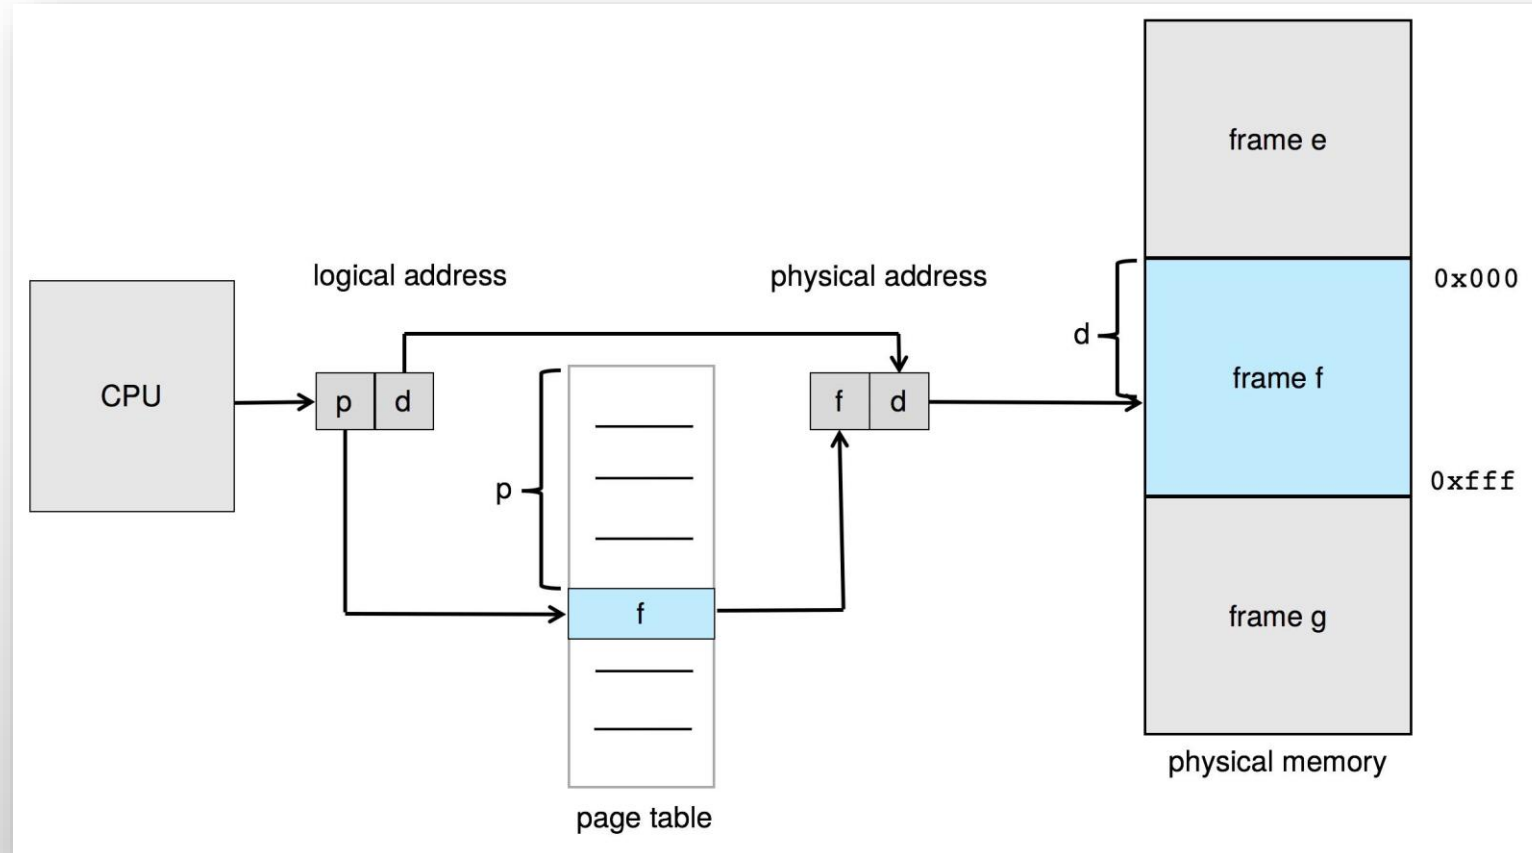 frame e
logical address
physical address
0x000
d
frame f
CPU
p d
f d
p
0xfff
f
frame g
physical memory
page table